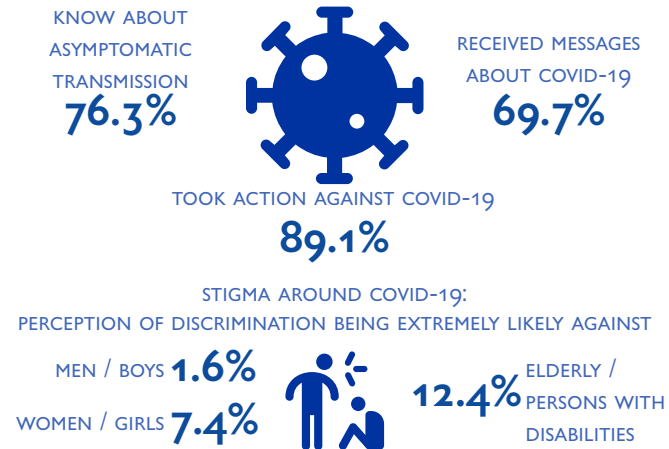 KNOW ABOUT
ASYMPTOMATIC
TRANSMISSION
76.3%
RECEIVED MESSAGES
ABOUT COVID-19
69.7%
TOOK ACTION AGAINST COVID-19
89.1%
STIGMA AROUND COVID-19:
PERCEPTION OF DISCRIMINATION BEING EXTREMELY LIKELY AGAINST
MEN / BOYS 1.6%
WOMEN / GIRLS 7.4%
12.4% ELDERLY /
PERSONS WITH
DISABILITIES